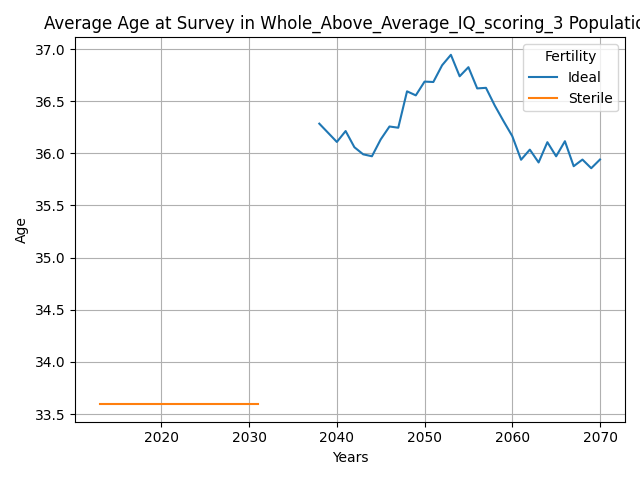 Average Age at Survey in Whole_Above_Average_IQ_scoring_3 Populatio
Fertility
Ideal
Sterile
37.0
36.5
36.0
35.5
35.0
34.5
34.0
33.5
Age
2020 2030 2040 2050 2060 2070
Years